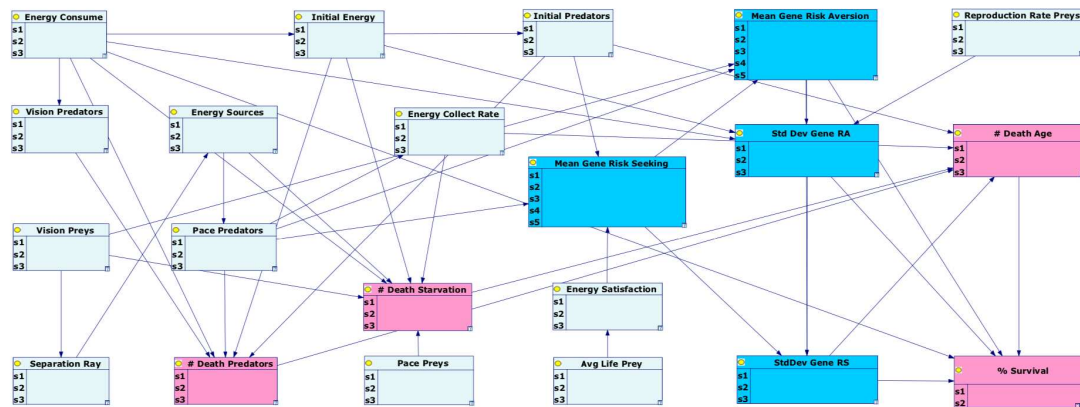 Energy Consume
s1
s2
s3
Initial Energy
s1
s2
s3
Initial Predators
s1
s2
s3
Mean Gene Risk Aversion
s1
s2
s3
s4
s5
Reproduction Rate Preys
s1
s2
s3
Vision Predators
s1
s2
s3
Energy Sources
s1
s2
s3
Energy Collect Rate
s1
s2
s3
Mean Gene Risk Seeking
s1
s2
s3
s4
s5
Std Dev Gene RA
s1
s2
s3
# Death Age
s1
s2
s3
Vision Preys
s1
s2
s3
Pace Predators
s1
s2
s3
# Death Starvation
s1
s2
s3
Energy Satisfaction
s1
s2
s3
Separation Ray
s1
s2
s3
# Death Predators
s1
s2
s3
Pace Preys
s1
s2
s3
Avg Life Prey
s1
s2
s3
StdDev Gene RS
s1
s2
s3
% Survival
s1
s2